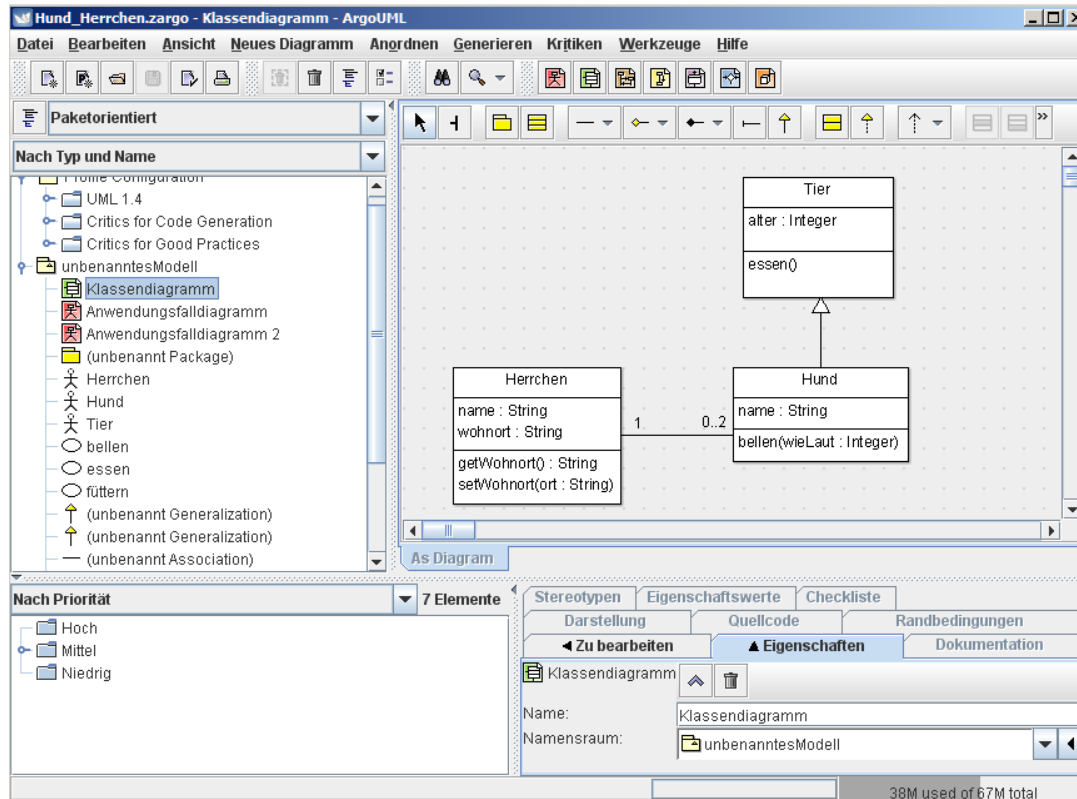 Hund_Herrchen.zargo - Klassendiagramm - ArgoUML
Datei Bearbeiten Ansicht Neues Diagramm Anordnen Generieren Kritiken Werkzeuge Hilfe
Paketorientiert
Nach Typ und Name
Profile Configuration
UML 1.4
Critics for Code Generation
Critics for Good Practices
unbenanntesModell
Klassendiagramm
Anwendungsfalldiagramm
Anwendungsfalldiagramm 2
(unbenannt Package)
Herrchen
Hund
Tier
bellen
essen
füttern
(unbenannt Generalization)
(unbenannt Generalization)
(unbenannt Association)
Tier
alter : Integer
essen()
Herrchen
name : String
wohnort : String
getWohnort() : String
setWohnort(ort : String)
1
0..2
Hund
name : String
bellen(wieLaut : Integer)
As Diagram
Nach Priorität
7 Elemente
Hoch
Mittel
Niedrig
Stereotypen Eigenschaftswerte Checkliste
Darstellung Quellcode Randbedingungen
Zu bearbeiten Eigenschaften Dokumentation
Klassendiagramm
Name: Klassendiagramm
Namensraum: unbenanntesModell
38M used of 67M total